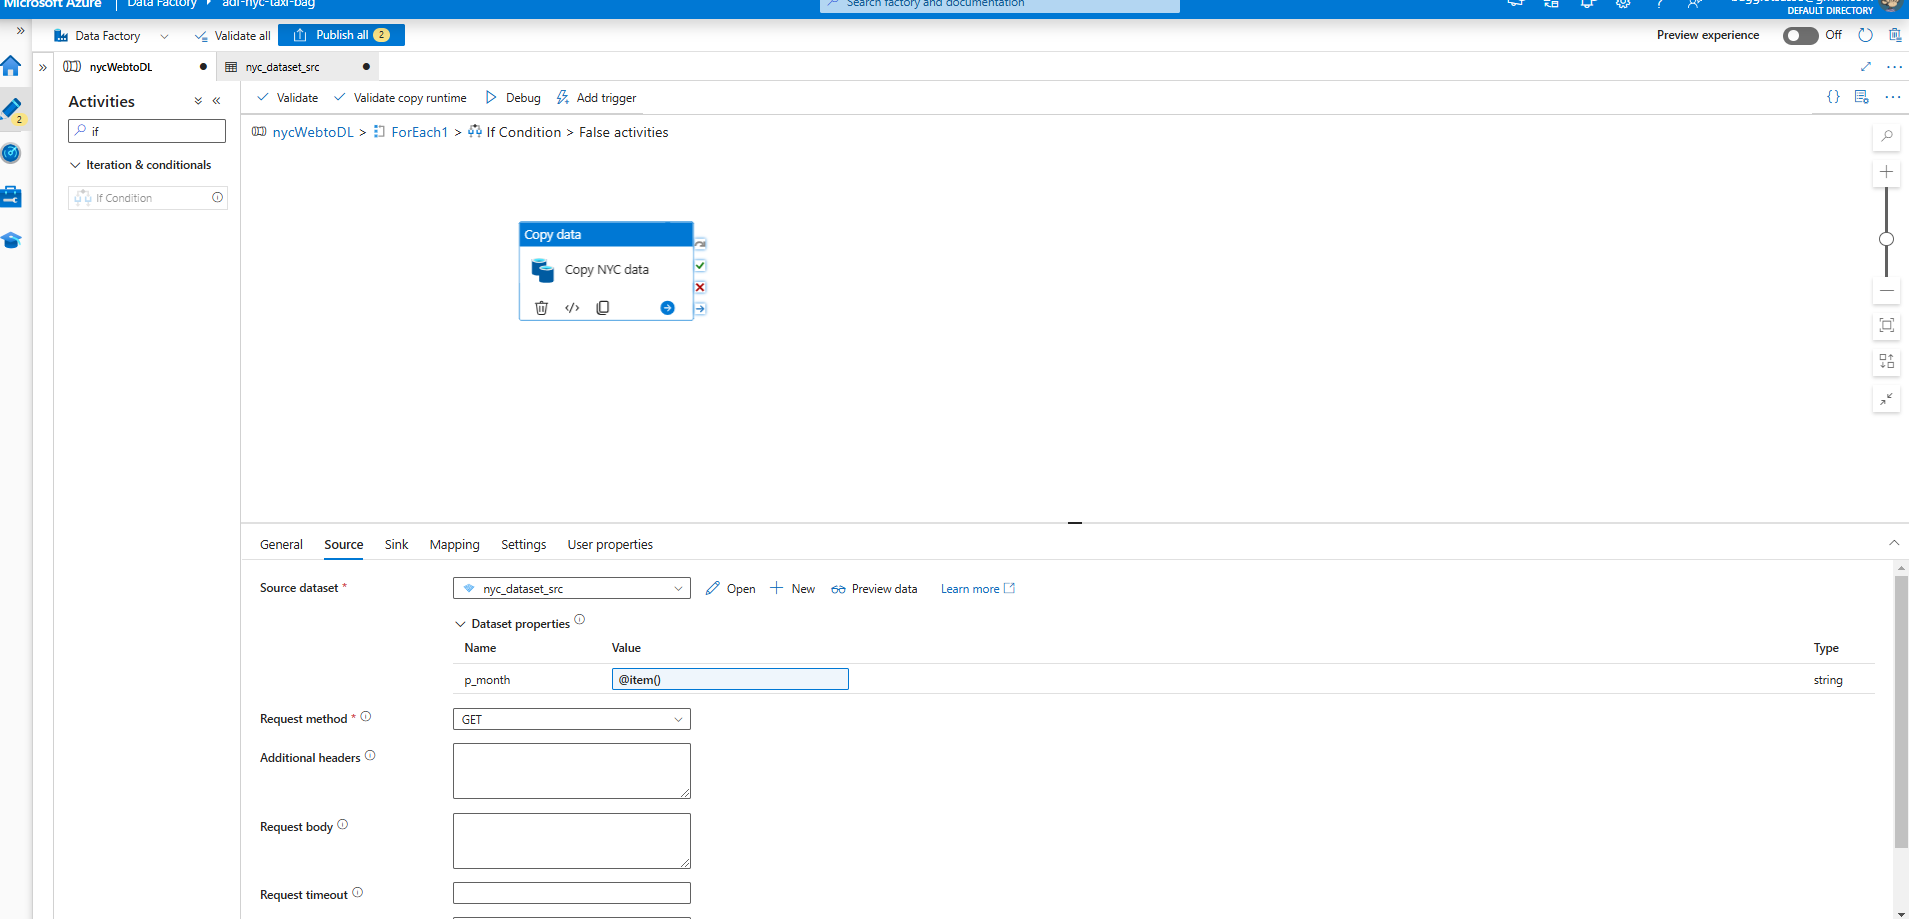 Microsoft Azure Data Factory adf-nyc-taxi-bag Search factory and documentation
DEFAULT DIRECTORY
Data Factory Validate all Publish all 2 Preview experience Off
nycWebtoDL nyc_dataset_src
Activities Validate Validate copy runtime Debug Add trigger
2
if nycWebtoDL > ForEach1 > If Condition > False activities
Iteration & conditionals
If Condition
Copy data
Copy NYC data
General Source Sink Mapping Settings User properties
Source dataset * nyc_dataset_src Open New Preview data Learn more
Dataset properties
Name Value Type
p_month @item() string
Request method * GET
Additional headers
Request body
Request timeout